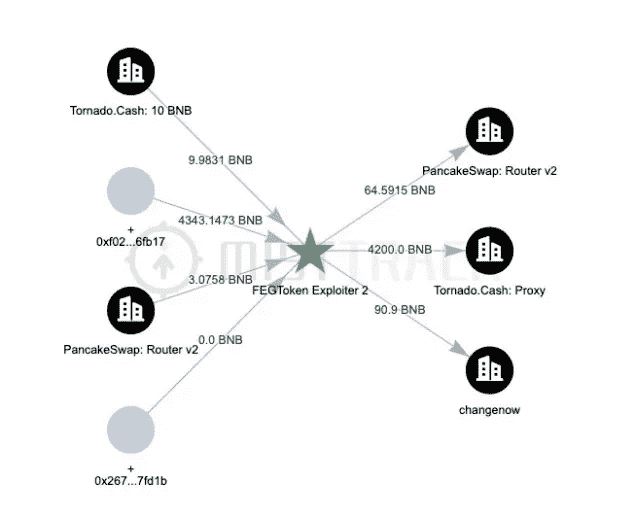 Tornado.Cash: 10 BNB
9.9831 BNB
PancakeSwap: Router v2
64.5915 BNB
4343.1473 BNB
+
0xf02...6fb17
4200.0 BNB
MISTTRACK
3.0758 BNB
FEGToken Exploiter 2
Tornado.Cash: Proxy
90.9 BNB
0.0 BNB
PancakeSwap: Router v2
changenow
+
0x267...7fd1b